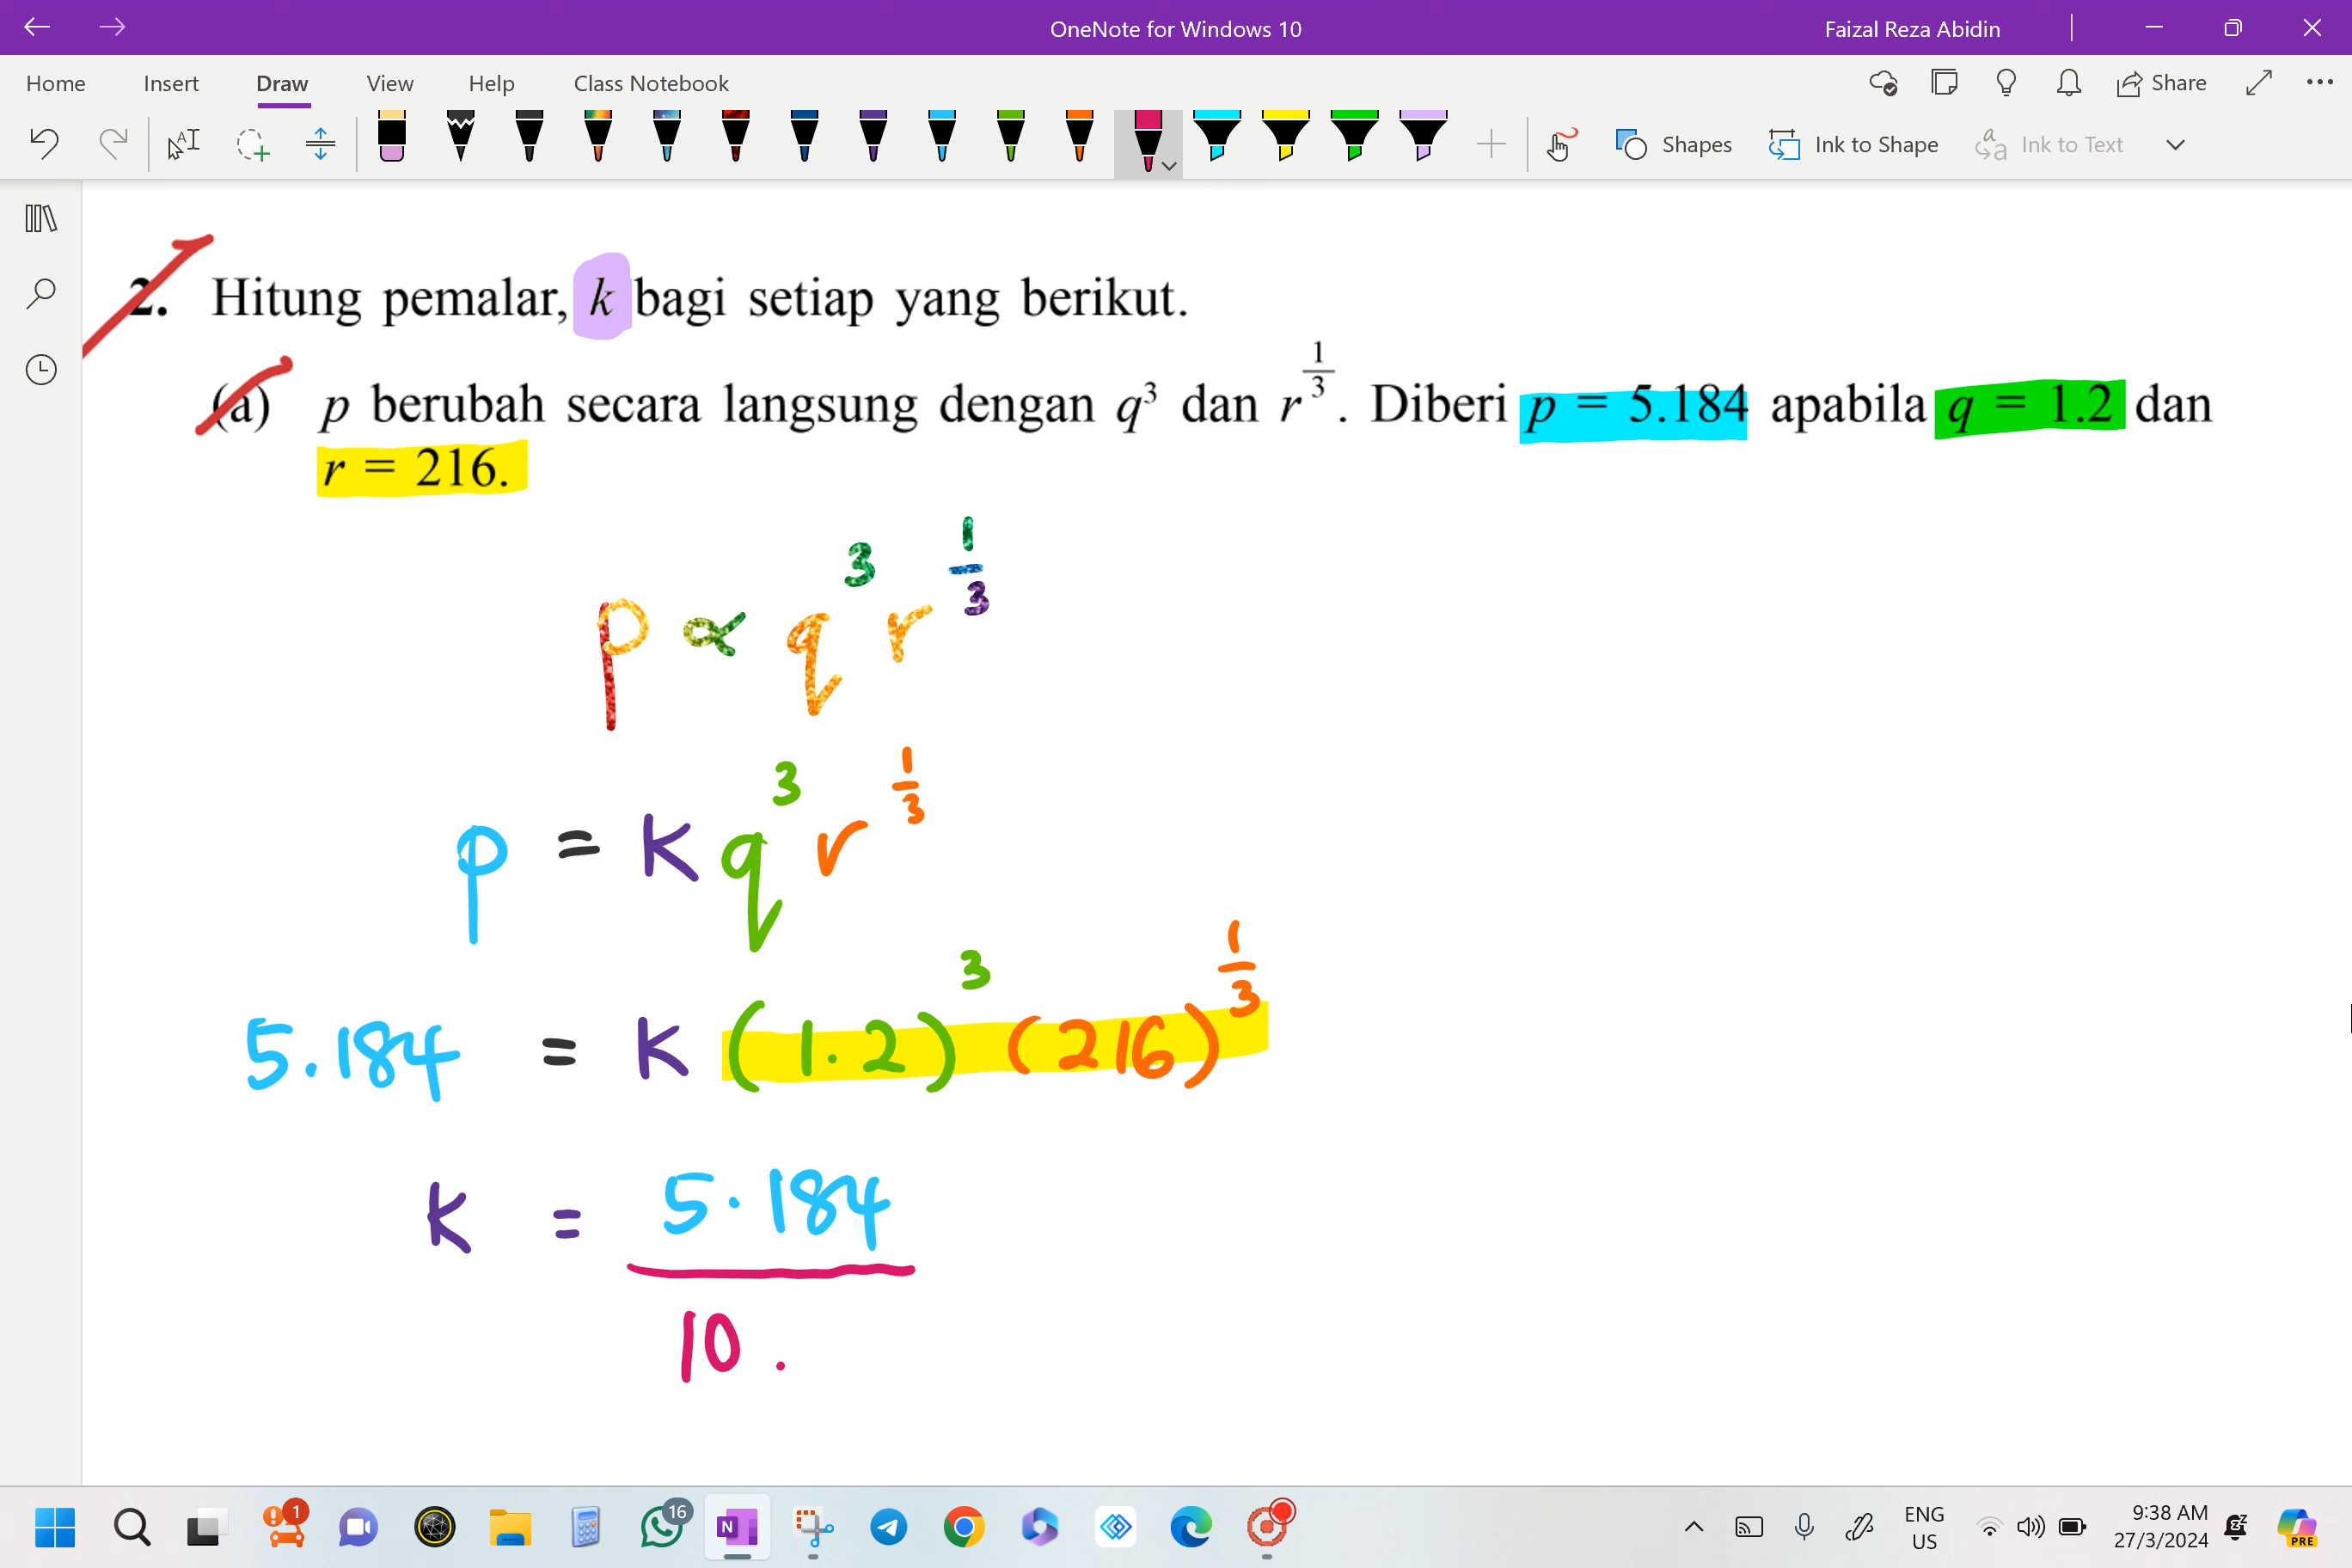 OneNote for Windows 10
Faizal Reza Abidin
Home Insert Draw View Help Class Notebook Share
Shapes Ink to Shape Ink to Text
2. Hitung pemalar, k bagi setiap yang berikut.
(a) p berubah secara langsung dengan q³ dan r^(1/3). Diberi p = 5.184 apabila q = 1.2 dan
r = 216.
p ∝ q³ r^(1/3)
p = k q³ r^(1/3)
5.184 = k (1.2)³ (216)^(1/3)
k = 5.184
10.
1
16
N
ENG
US
9:38 AM
27/3/2024
PRE